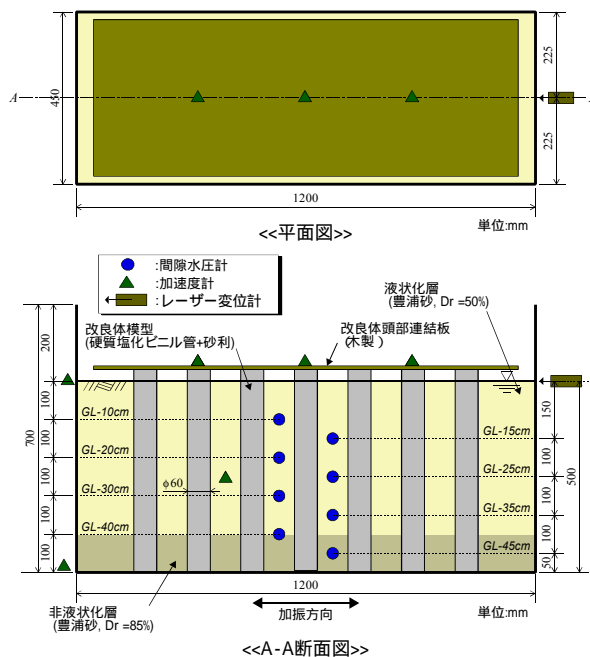 225
A
450
225
1200
<<平面図>>
単位:mm
:間隙水圧計
:加速度計
:レーザー変位計
液状化層
(豊浦砂, Dr =50%)
改良体模型
(硬質塩化ビニル管+砂利)
改良体頭部連結板
(木製)
200
100
100
100
100
100
700
GL-10cm
GL-20cm
GL-30cm
GL-40cm
φ60
GL-15cm
GL-25cm
GL-35cm
GL-45cm
150
100
100
100
50
500
1200
加振方向
非液状化層
(豊浦砂, Dr =85%)
単位:mm
<<A-A断面図>>